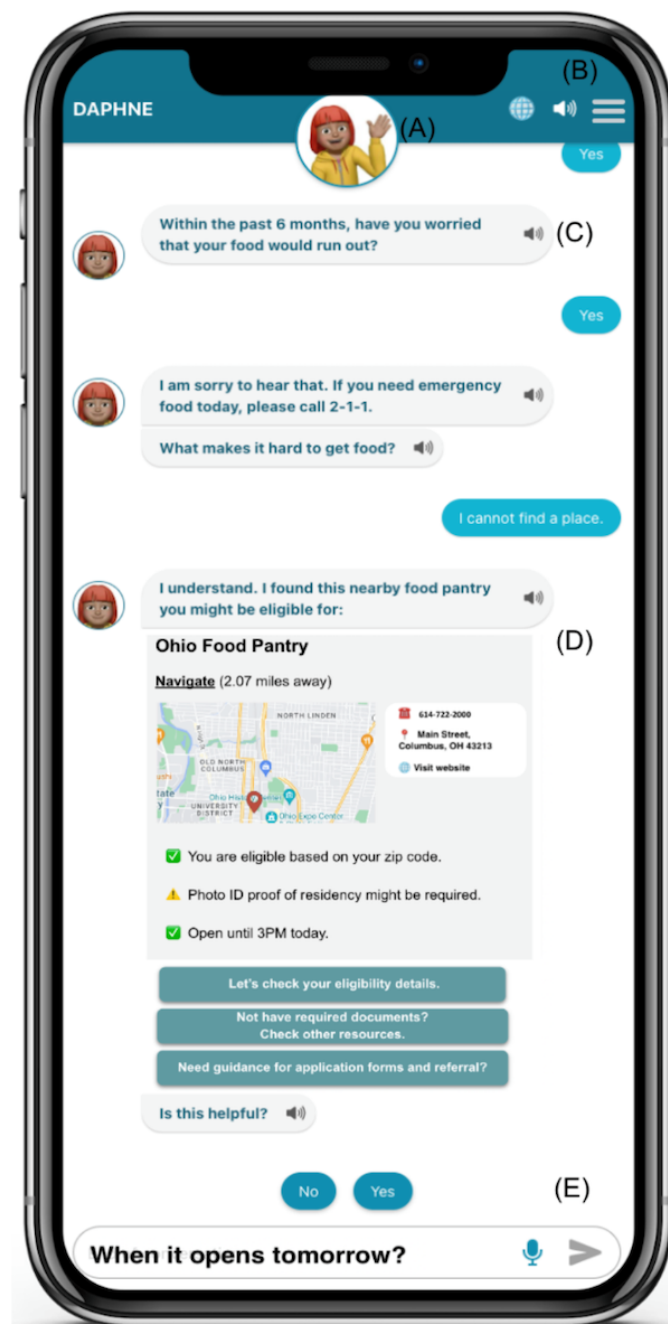 (B)
DAPHNE
(A)
Yes
Within the past 6 months, have you worried
that your food would run out?
(C)
Yes
I am sorry to hear that. If you need emergency
food today, please call 2-1-1.
What makes it hard to get food?
I cannot find a place.
I understand. I found this nearby food pantry
you might be eligible for:
(D)
Ohio Food Pantry
Navigate (2.07 miles away)
NORTH LINDEN
OLD NORTH
COLUMBUS
UNIVERSITY
DISTRICT
Ohio Expo Center
614-722-2000
Main Street,
Columbus, OH 43213
Visit website
You are eligible based on your zip code.
Photo ID proof of residency might be required.
Open until 3PM today.
Let's check your eligibility details.
Not have required documents?
Check other resources.
Need guidance for application forms and referral?
Is this helpful?
No
Yes
(E)
When it opens tomorrow?